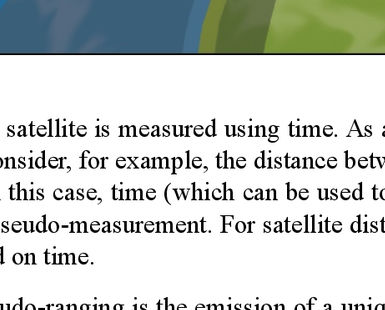 satellite is measured using time. As a
onsider, for example, the distance betw
this case, time (which can be used to
seudo-measurement. For satellite dist
d on time.
udo-ranging is the emission of a uniq